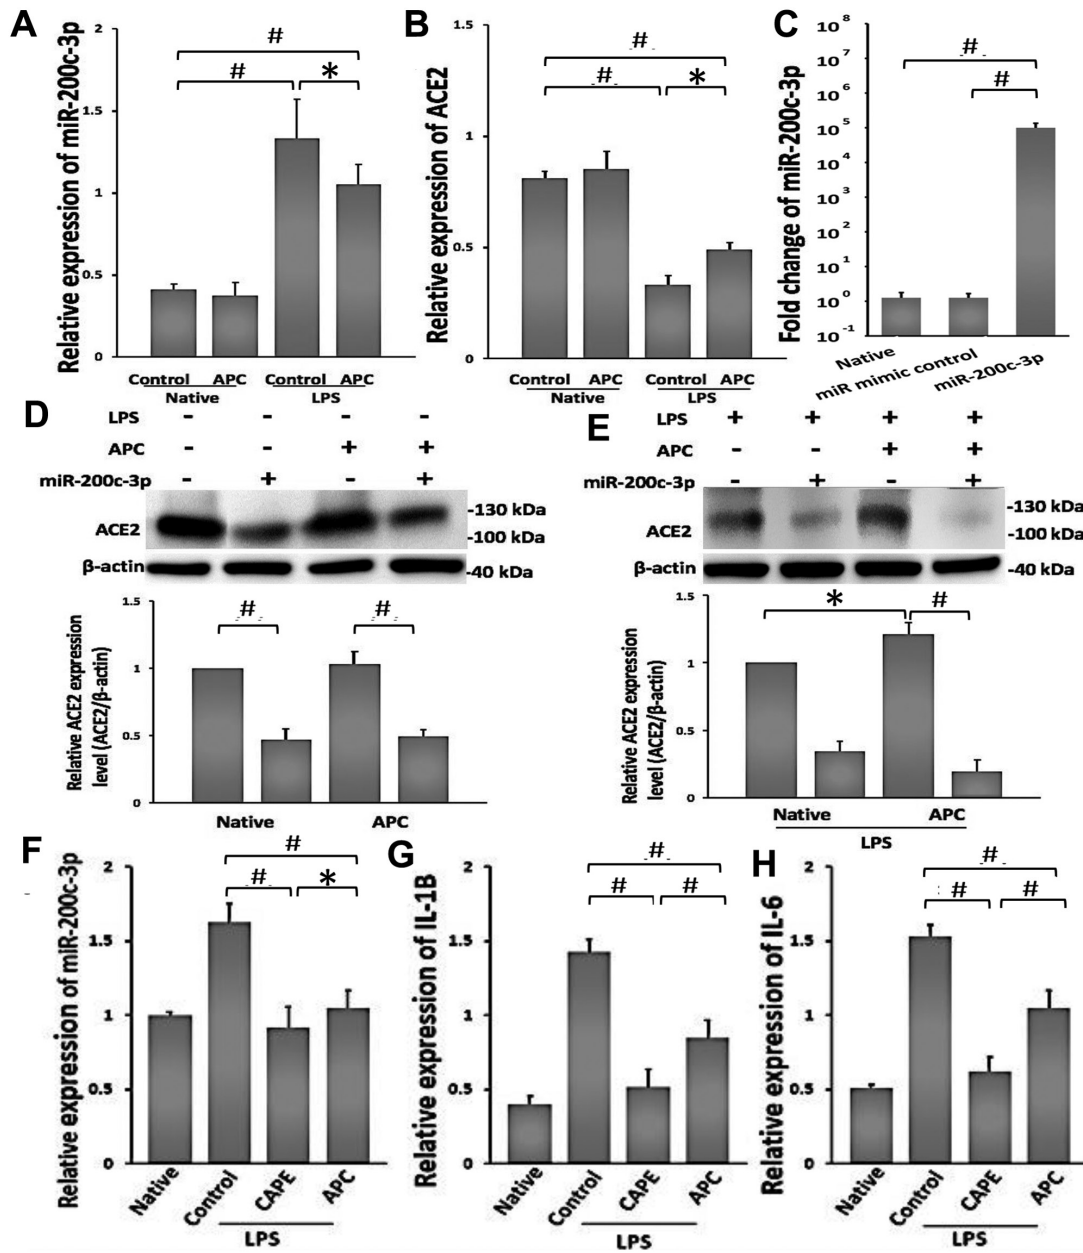 A
Relative expression of miR-200c-3p
2
1.5
1
0.5
0
#
#
*
Control APC Control APC
Native LPS
B
Relative expression of ACE2
1
0.5
0
#
#
*
Control APC Control APC
Native LPS
C
Fold change of miR-200c-3p
10^8
10^7
10^6
10^5
10^4
10^3
10^2
10^1
10^0
10^-1
#
#
Native
miR mimic control
miR-200c-3p
D
LPS - - - -
APC - - + +
miR-200c-3p - + - +
ACE2
-130 kDa
-100 kDa
β-actin
-40 kDa
Relative ACE2 expression
level (ACE2/β-actin)
1.5
1
0.5
0
#
#
Native APC
E
LPS + + + +
APC - - + +
miR-200c-3p - + - +
ACE2
-130 kDa
-100 kDa
β-actin
-40 kDa
Relative ACE2 expression
level (ACE2/β-actin)
1.5
1
0.5
0
*
#
Native APC
LPS
F
Relative expression of miR-200c-3p
2
1.5
1
0.5
0
#
#
*
Native Control CAPE APC
LPS
G
Relative expression of IL-1B
2
1.5
1
0.5
0
#
#
#
Native Control CAPE APC
LPS
H
Relative expression of IL-6
2
1.5
1
0.5
0
#
#
#
Native Control CAPE APC
LPS